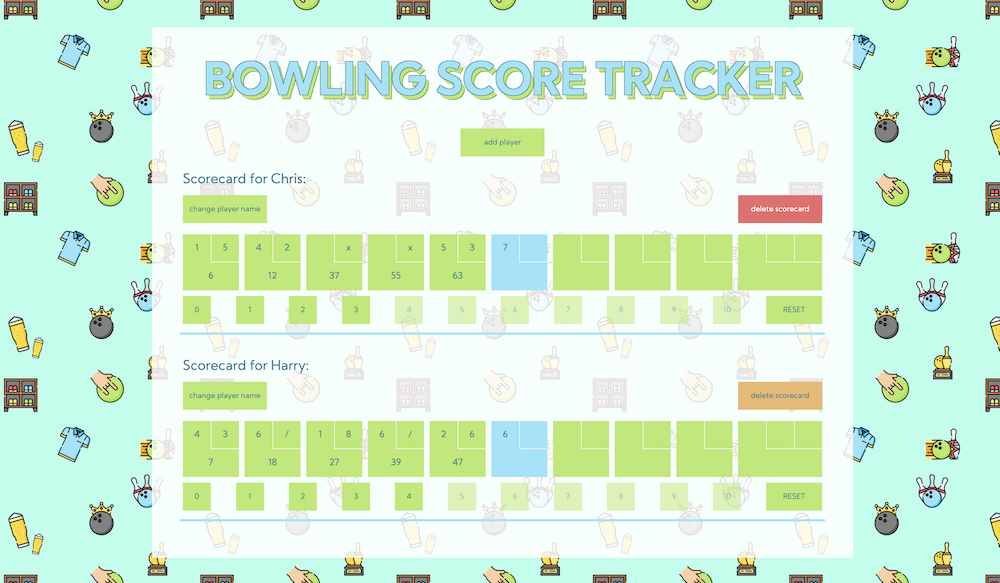 BOWLING SCORE TRACKER
add player
Scorecard for Chris:
change player name delete scorecard
1 5 4 2 x x 5 3 7
6 12 37 55 63
0 1 2 3 4 5 6 7 8 9 10 RESET
Scorecard for Harry:
change player name delete scorecard
4 3 6 / 1 8 6 / 2 6 6
7 18 27 39 47
0 1 2 3 4 5 6 7 8 9 10 RESET